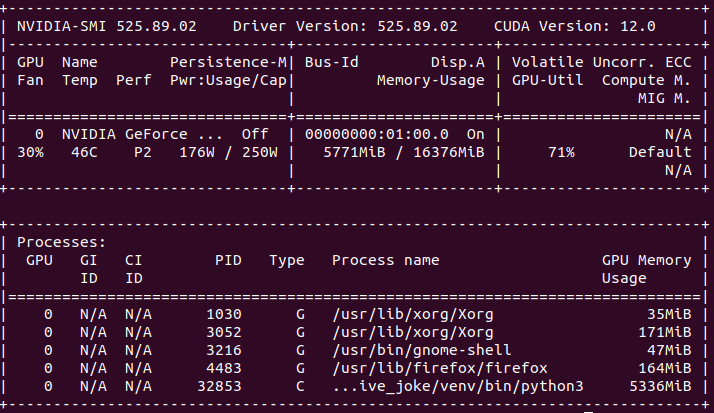 +-----------------------------------------------------------------------------+
| NVIDIA-SMI 525.89.02    Driver Version: 525.89.02    CUDA Version: 12.0     |
|-------------------------------+----------------------+----------------------+
| GPU  Name        Persistence-M| Bus-Id        Disp.A | Volatile Uncorr. ECC |
| Fan  Temp  Perf  Pwr:Usage/Cap|         Memory-Usage | GPU-Util  Compute M. |
|                               |                      |               MIG M. |
|===============================+======================+======================|
|   0  NVIDIA GeForce ...  Off  | 00000000:01:00.0  On |                  N/A |
| 30%   46C    P2   176W / 250W |   5771MiB / 16376MiB |     71%      Default |
|                               |                      |                  N/A |
+-------------------------------+----------------------+----------------------+

+-----------------------------------------------------------------------------+
| Processes:                                                                  |
|  GPU   GI   CI        PID   Type   Process name                  GPU Memory |
|        ID   ID                                                   Usage      |
|=============================================================================|
|    0   N/A  N/A      1030      G   /usr/lib/xorg/Xorg                 35MiB |
|    0   N/A  N/A      3052      G   /usr/lib/xorg/Xorg                171MiB |
|    0   N/A  N/A      3216      G   /usr/bin/gnome-shell               47MiB |
|    0   N/A  N/A      4483      G   /usr/lib/firefox/firefox          164MiB |
|    0   N/A  N/A     32853      C   ...ive_joke/venv/bin/python3     5336MiB |
+-----------------------------------------------------------------------------+